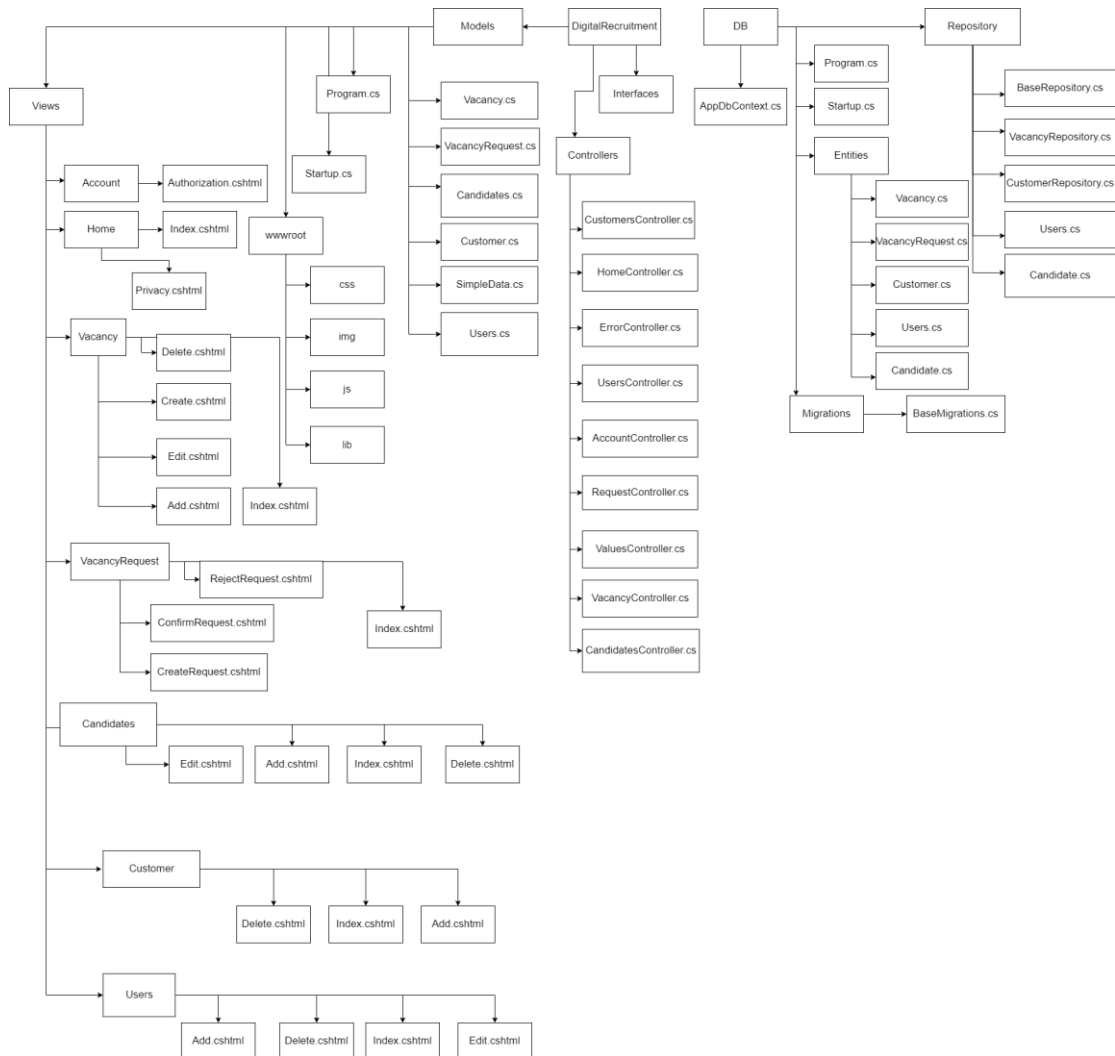 Models
DigitalRecruitment
DB
Repository
Views
Program.cs
Interfaces
AppDbContext.cs
Program.cs
BaseRepository.cs
Vacancy.cs
Startup.cs
VacancyRequest.cs
Controllers
VacancyRepository.cs
Startup.cs
Entities
Account
Authorization.cshtml
Candidates.cs
CustomerRepository.cs
Vacancy.cs
Home
Index.cshtml
wwwroot
CustomersController.cs
Customer.cs
VacancyRequest.cs
Users.cs
Privacy.cshtml
css
SimpleData.cs
HomeController.cs
Customer.cs
Candidate.cs
Vacancy
Delete.cshtml
img
Users.cs
ErrorController.cs
Users.cs
Create.cshtml
js
UsersController.cs
Candidate.cs
Migrations
BaseMigrations.cs
Edit.cshtml
lib
AccountController.cs
Add.cshtml
Index.cshtml
RequestController.cs
VacancyRequest
RejectRequest.cshtml
ValuesController.cs
VacancyController.cs
ConfirmRequest.cshtml
Index.cshtml
CreateRequest.cshtml
CandidatesController.cs
Candidates
Edit.cshtml
Add.cshtml
Index.cshtml
Delete.cshtml
Customer
Delete.cshtml
Index.cshtml
Add.cshtml
Users
Add.cshtml
Delete.cshtml
Index.cshtml
Edit.cshtml